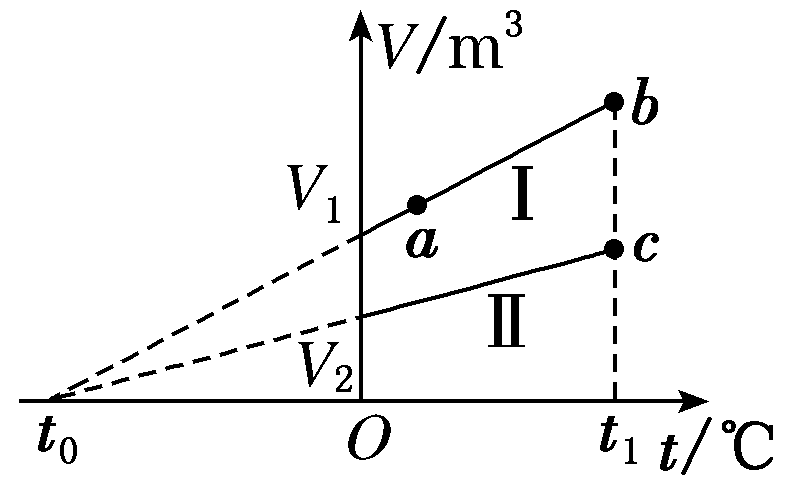 V/m³
b
V₁
Ⅰ
a
c
Ⅱ
V₂
t₀
O
t₁
t/℃